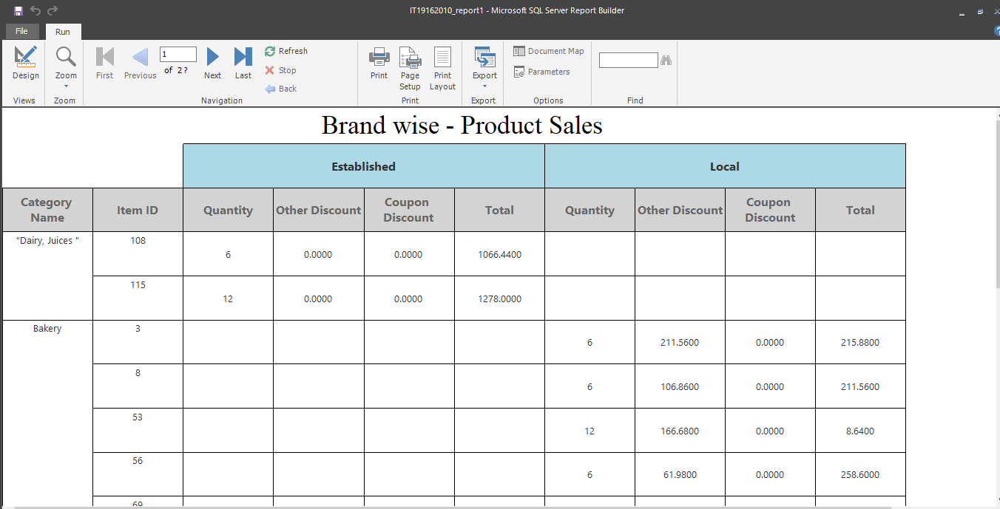 IT19162010_report1 - Microsoft SQL Server Report Builder
File Run
Design Zoom First Previous 1 of 2? Next Last Refresh Stop Back Print Page Setup Print Layout Export Document Map Parameters
Views Zoom Navigation Print Export Options Find
Brand wise - Product Sales
Established Local
Category Name Item ID Quantity Other Discount Coupon Discount Total Quantity Other Discount Coupon Discount Total
"Dairy, Juices " 108 6 0.0000 0.0000 1066.4400
115 12 0.0000 0.0000 1278.0000
Bakery 3 6 211.5600 0.0000 215.8800
8 6 106.8600 0.0000 211.5600
53 12 166.6800 0.0000 8.6400
56 6 61.9800 0.0000 258.6000
69